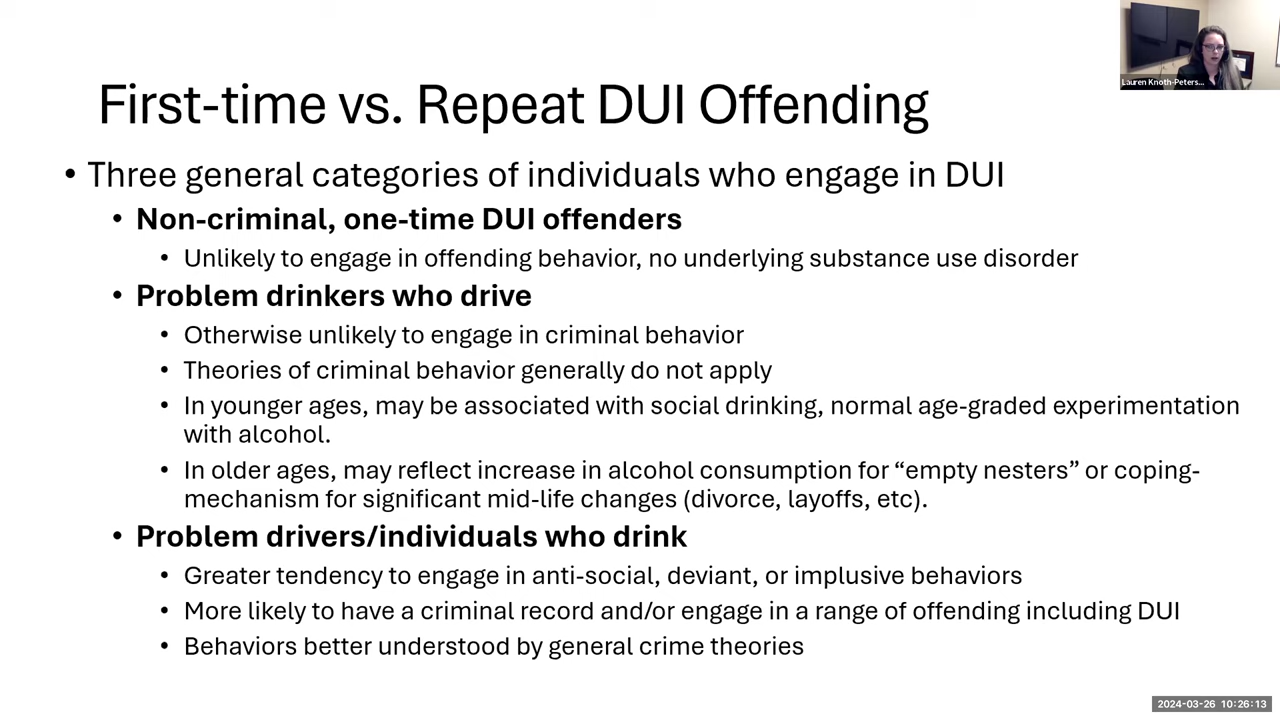 Lauren Knoth-Peters...
First-time vs. Repeat DUI Offending
• Three general categories of individuals who engage in DUI
• Non-criminal, one-time DUI offenders
• Unlikely to engage in offending behavior, no underlying substance use disorder
• Problem drinkers who drive
• Otherwise unlikely to engage in criminal behavior
• Theories of criminal behavior generally do not apply
• In younger ages, may be associated with social drinking, normal age-graded experimentation
with alcohol.
• In older ages, may reflect increase in alcohol consumption for “empty nesters” or coping-
mechanism for significant mid-life changes (divorce, layoffs, etc).
• Problem drivers/individuals who drink
• Greater tendency to engage in anti-social, deviant, or implusive behaviors
• More likely to have a criminal record and/or engage in a range of offending including DUI
• Behaviors better understood by general crime theories
2024-03-26 10:26:13